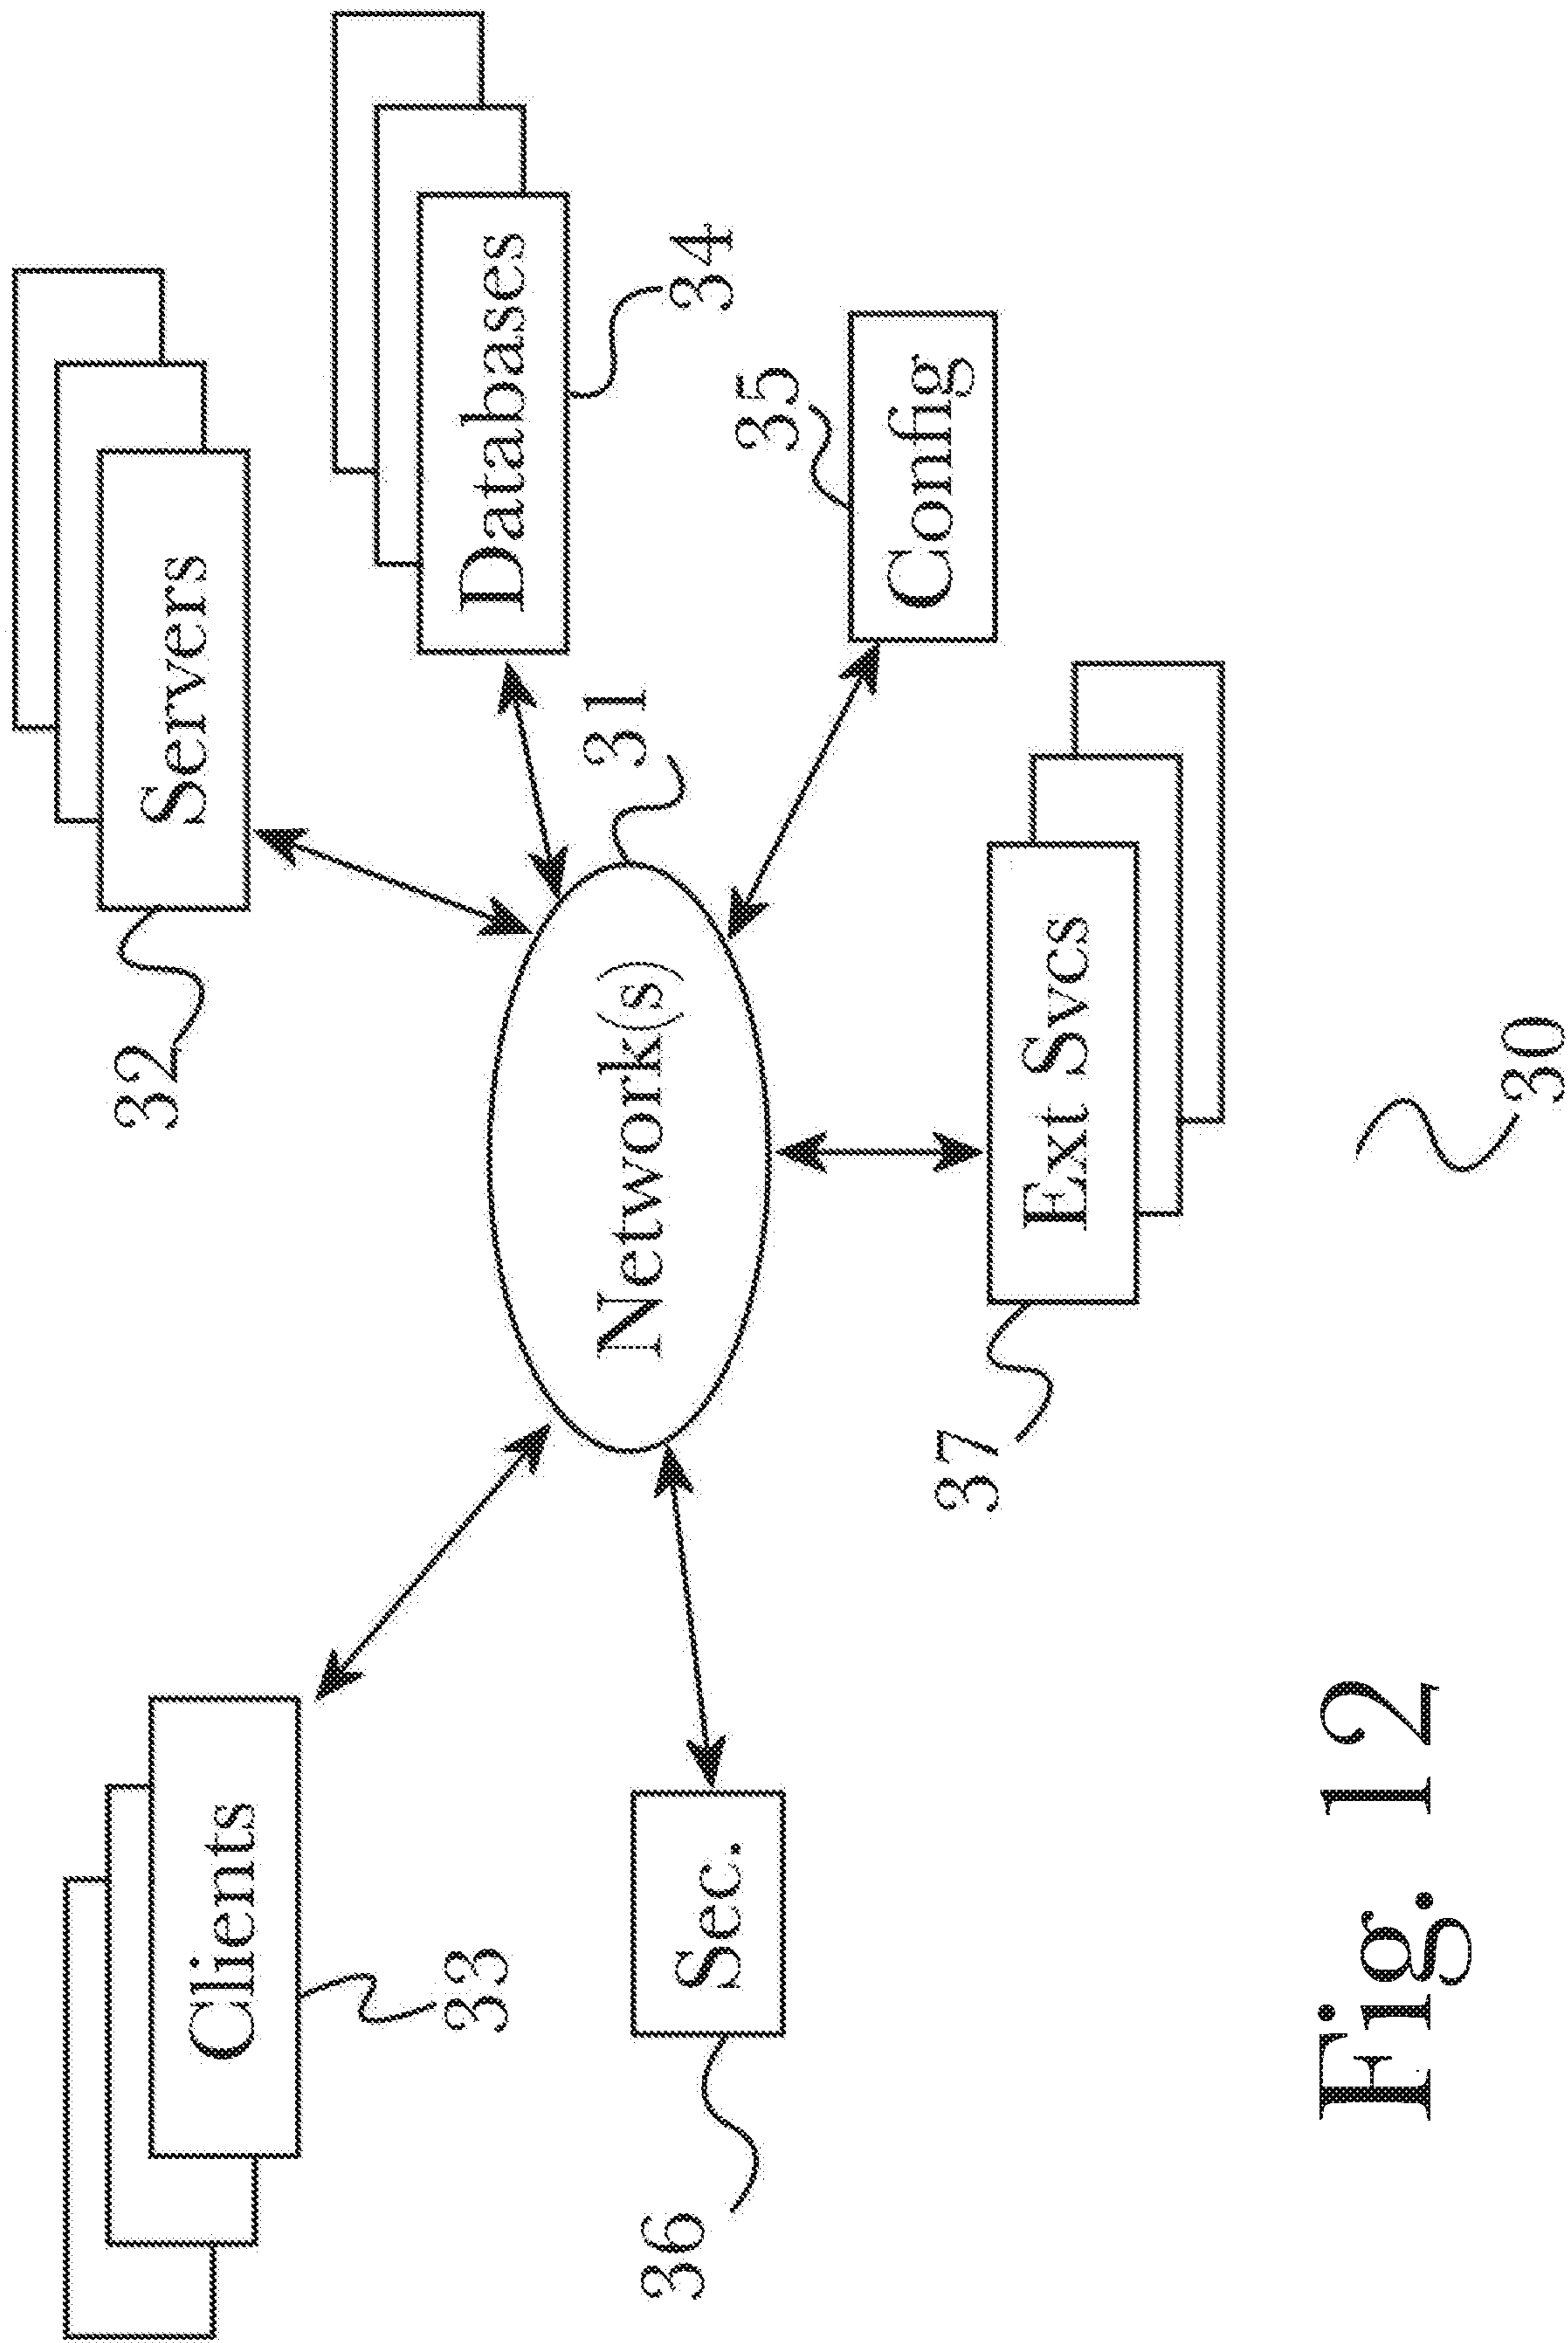 Servers
32
Clients
33
Databases
34
31
Network(s)
35
Config
Sec.
36
Ext Svcs
37
30
Fig. 12